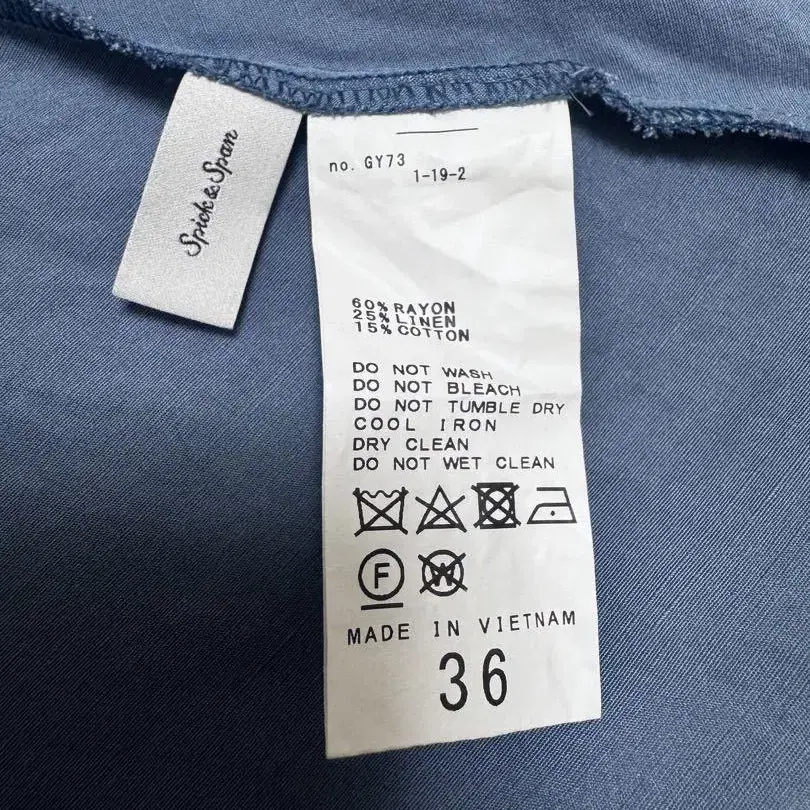 Spick & Span
no. GY73
1-19-2
60% RAYON
25% LINEN
15% COTTON
DO NOT WASH
DO NOT BLEACH
DO NOT TUMBLE DRY
COOL IRON
DRY CLEAN
DO NOT WET CLEAN
F W
MADE IN VIETNAM
36